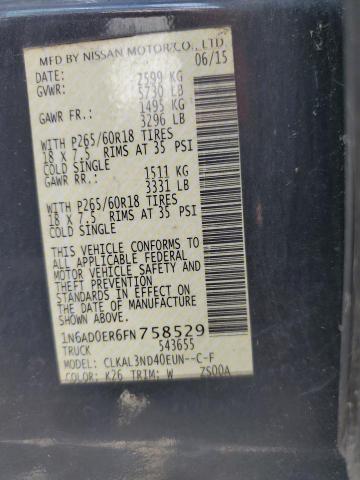 MFD BY NISSAN MOTOR CO., LTD.
DATE: 06/15
GVWR: 2599 KG
5730 LB
GAWR FR.: 1495 KG
3296 LB
WITH P265/60R18 TIRES
18 X 7.5 RIMS AT 35 PSI
COLD SINGLE
GAWR RR.: 1511 KG
3331 LB
WITH P265/60R18 TIRES
18 X 7.5 RIMS AT 35 PSI
COLD SINGLE
THIS VEHICLE CONFORMS TO
ALL APPLICABLE FEDERAL
MOTOR VEHICLE SAFETY AND
THEFT PREVENTION
STANDARDS IN EFFECT ON
THE DATE OF MANUFACTURE
SHOWN ABOVE.
1N6AD0ER6FN758529
TRUCK 543655
MODEL: CLKAL3ND40EUN--C-F
COLOR: K26 TRIM: W ZS00A